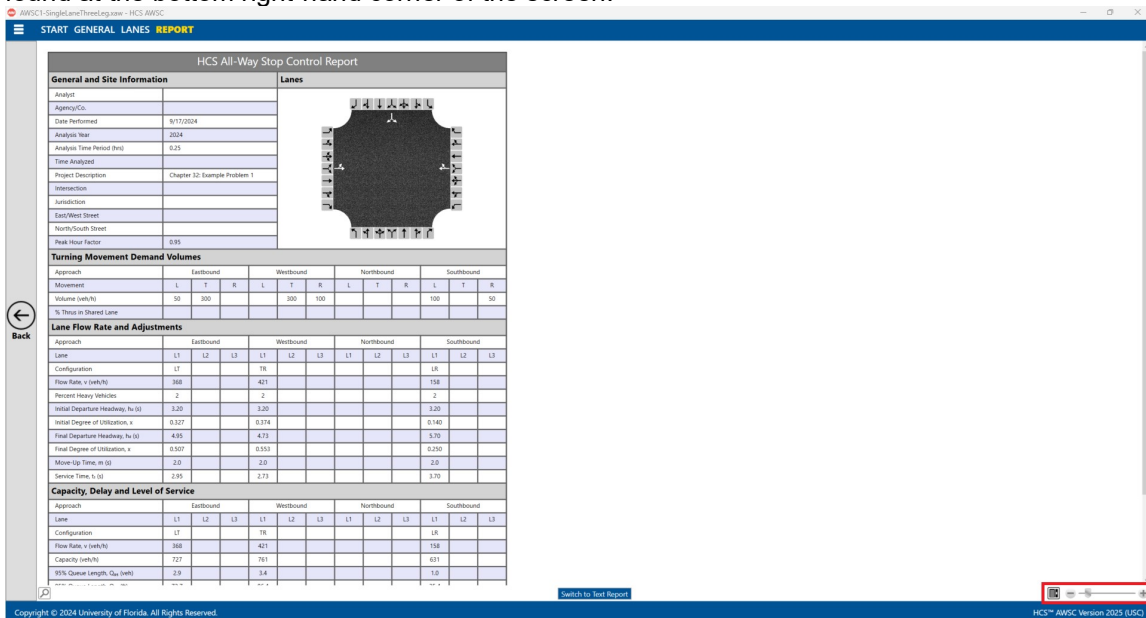 found at the bottom right-hand corner of the screen.
AWSC1-SingleLaneThreeLeg.xaw - HCS AWSC
START GENERAL LANES REPORT
HCS All-Way Stop Control Report
General and Site Information Lanes
Analyst
Agency/Co.
Date Performed 9/17/2024
Analysis Year 2024
Analysis Time Period (hrs) 0.25
Time Analyzed
Project Description Chapter 32: Example Problem 1
Intersection
Jurisdiction
East/West Street
North/South Street
Peak Hour Factor 0.95
Turning Movement Demand Volumes
Approach Eastbound Westbound Northbound Southbound
Movement L T R L T R L T R L T R
Volume (veh/h) 50 300 300 100 100 50
% Thrus in Shared Lane
Back
Lane Flow Rate and Adjustments
Approach Eastbound Westbound Northbound Southbound
Lane L1 L2 L3 L1 L2 L3 L1 L2 L3 L1 L2 L3
Configuration LT TR LR
Flow Rate, v (veh/h) 368 421 158
Percent Heavy Vehicles 2 2 2
Initial Departure Headway, hd (s) 3.20 3.20 3.20
Initial Degree of Utilization, x 0.327 0.374 0.140
Final Departure Headway, hd (s) 4.95 4.73 5.70
Final Degree of Utilization, x 0.507 0.553 0.250
Move-Up Time, m (s) 2.0 2.0 2.0
Service Time, ts (s) 2.95 2.73 3.70
Capacity, Delay and Level of Service
Approach Eastbound Westbound Northbound Southbound
Lane L1 L2 L3 L1 L2 L3 L1 L2 L3 L1 L2 L3
Configuration LT TR LR
Flow Rate, v (veh/h) 368 421 158
Capacity (veh/h) 727 761 631
95% Queue Length, Q₉₅ (veh) 2.9 3.4 1.0
Switch to Text Report
Copyright © 2024 University of Florida. All Rights Reserved. HCS™ AWSC Version 2025 (USC)